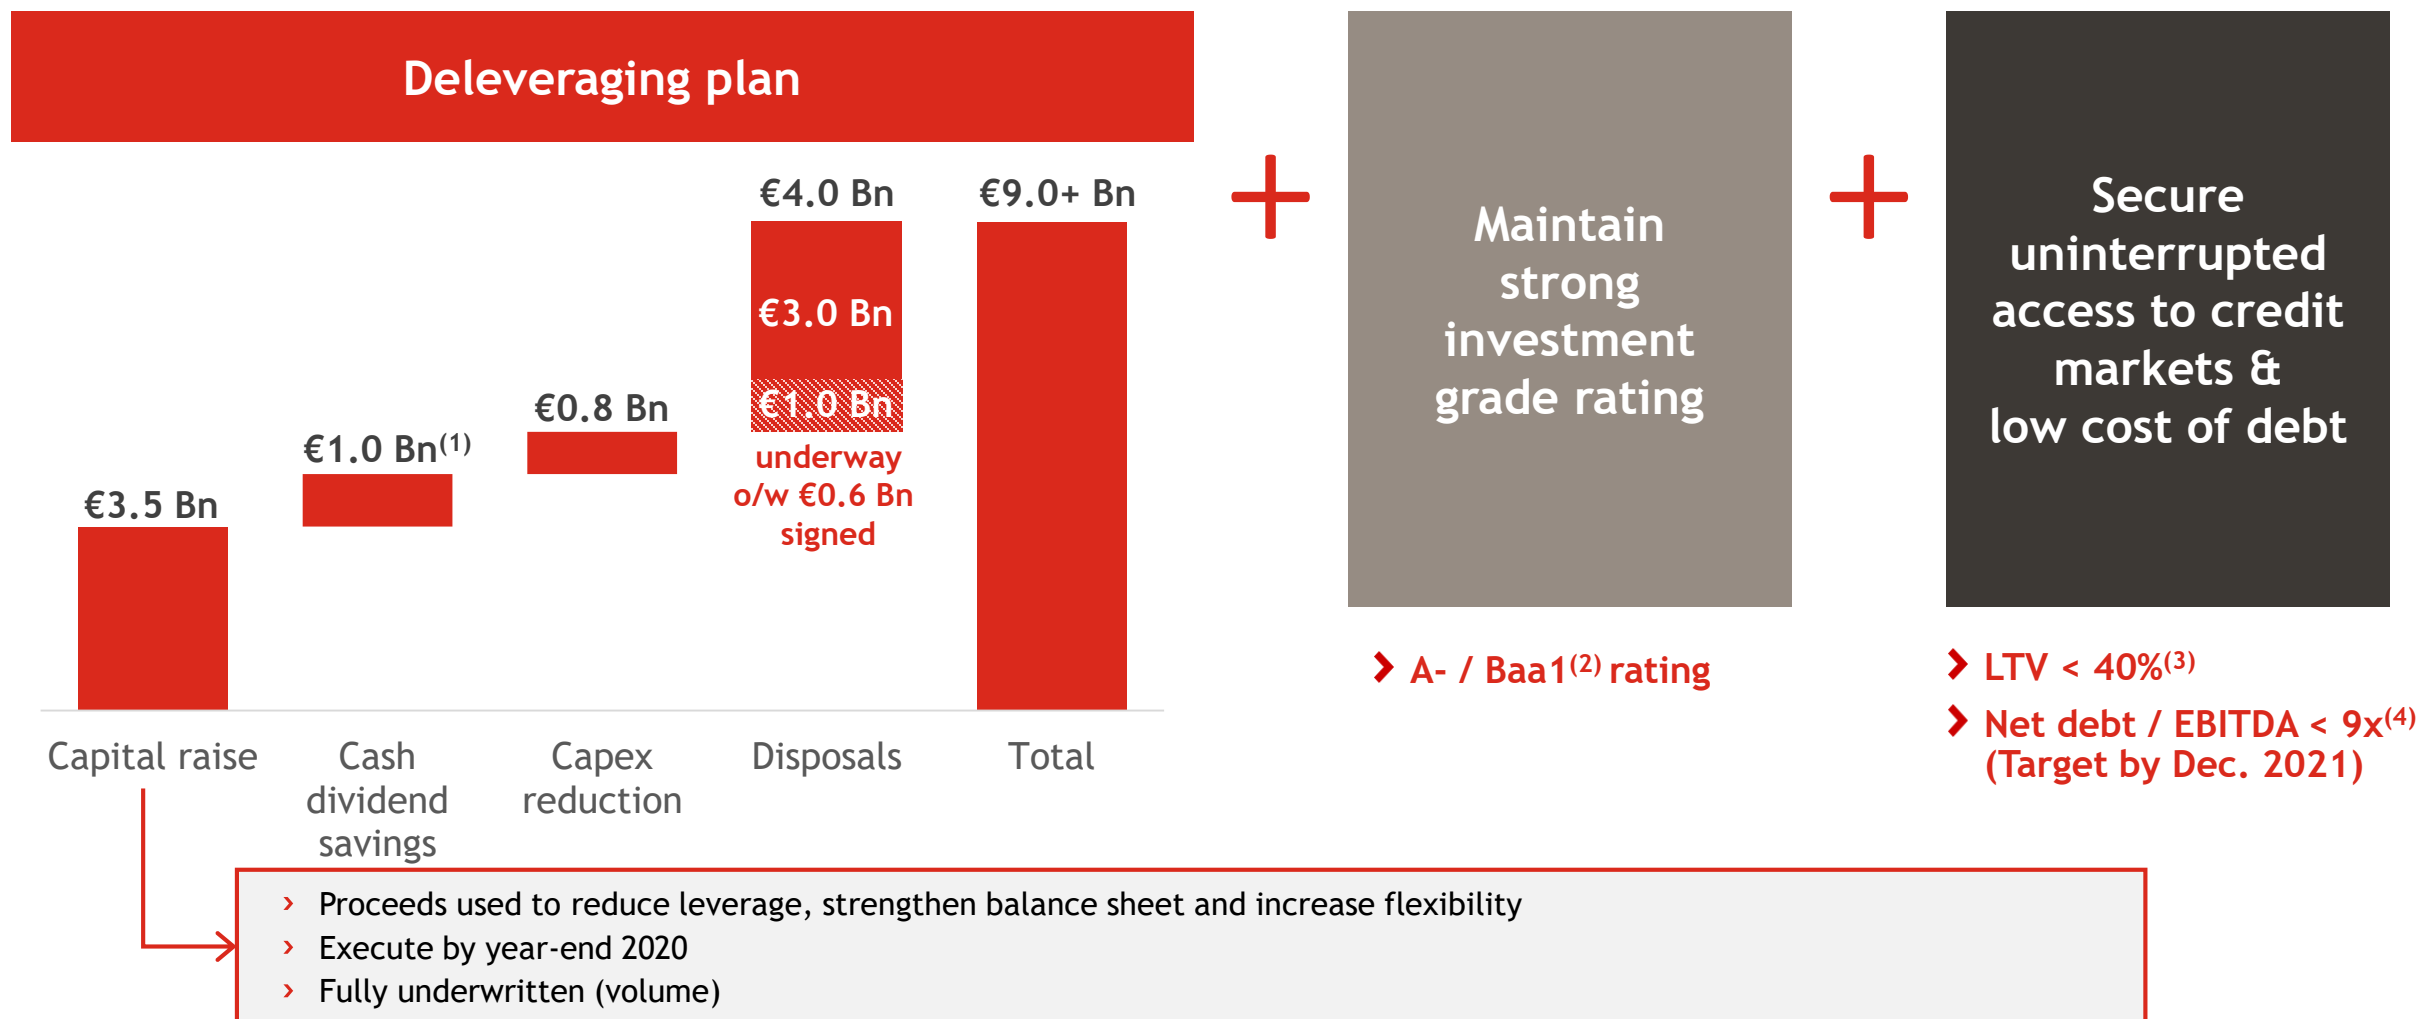 Deleveraging plan
€4.0 Bn
€9.0+ Bn
€3.0 Bn
€1.0 Bn
€0.8 Bn
€1.0 Bn(1)
€3.5 Bn
underway
o/w €0.6 Bn
signed
Capital raise
Cash
dividend
savings
Capex
reduction
Disposals
Total
+
Maintain
strong
investment
grade rating
A- / Baa1(2) rating
+
Secure
uninterrupted
access to credit
markets &
low cost of debt
LTV < 40%(3)
Net debt / EBITDA < 9x(4)
(Target by Dec. 2021)
› Proceeds used to reduce leverage, strengthen balance sheet and increase flexibility
› Execute by year-end 2020
› Fully underwritten (volume)